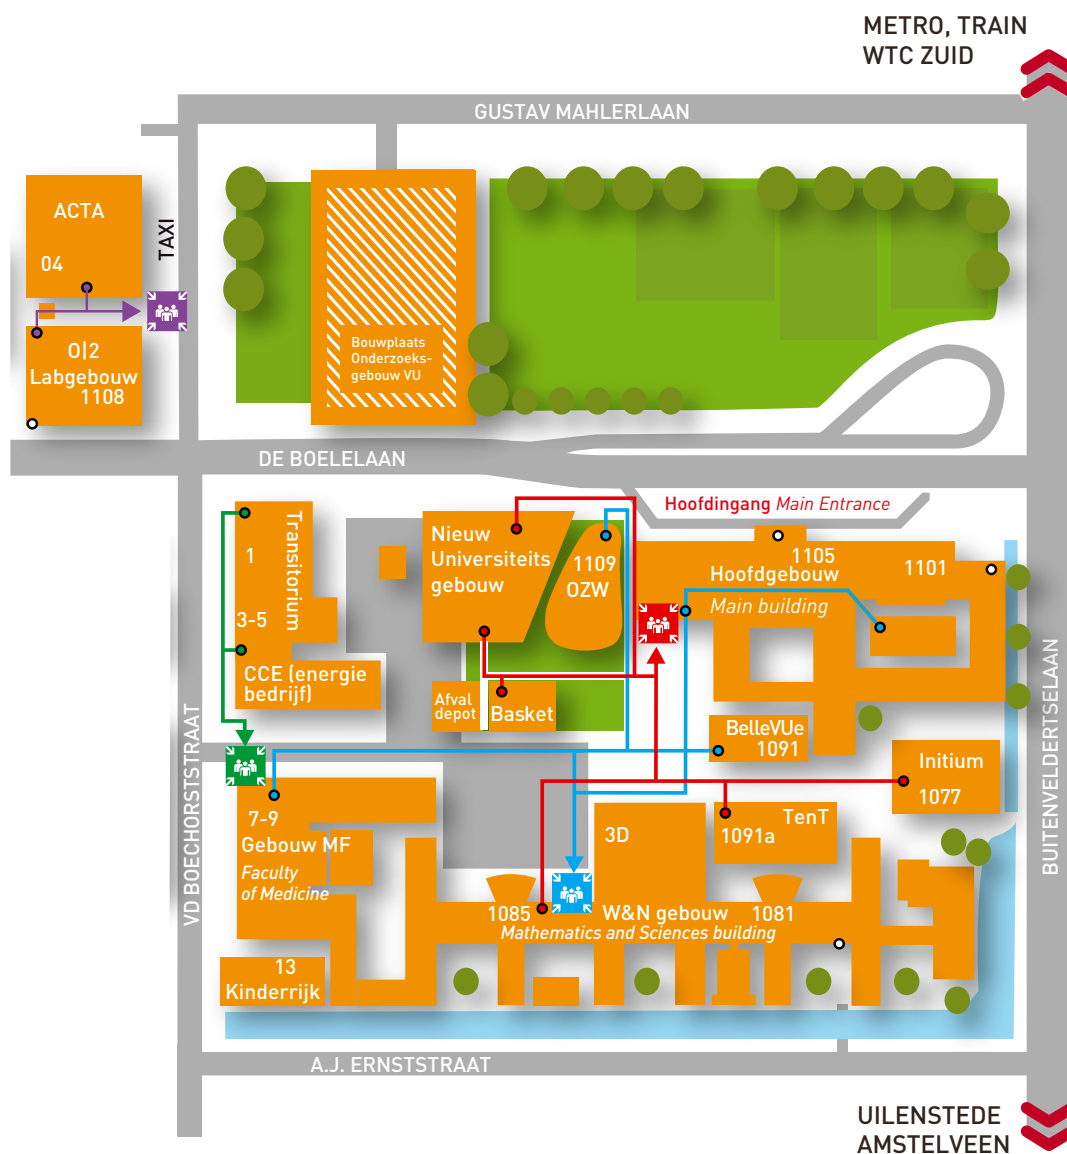 METRO, TRAIN
WTC ZUID
GUSTAV MAHLERLAAN
ACTA
04
TAXI
O|2
Labgebouw
1108
Bouwplaats
Onderzoeks-
gebouw VU
DE BOELELAAN
Hoofdingang Main Entrance
Transitorium
1
3-5
CCE (energie
bedrijf)
Nieuw
Universiteits
gebouw
1109
OZW
1105
Hoofdgebouw
Main building
1101
Afval
depot
Basket
BelleVUe
1091
Initium
1077
BUITENVELDERTSELAAN
VD BOECHORSTSTRAAT
7-9
Gebouw MF
Faculty
of Medicine
3D
TenT
1091a
1085
W&N gebouw
1081
Mathematics and Sciences building
13
Kinderrijk
A.J. ERNSTSTRAAT
UILENSTEDE
AMSTELVEEN